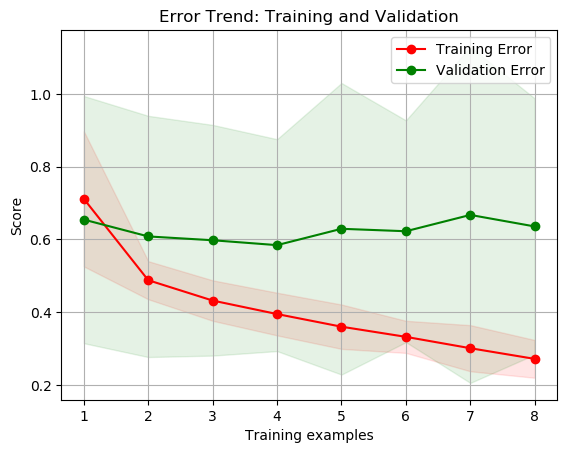 Error Trend: Training and Validation
Training Error
Validation Error
1.0
0.8
0.6
0.4
0.2
Score
1 2 3 4 5 6 7 8
Training examples